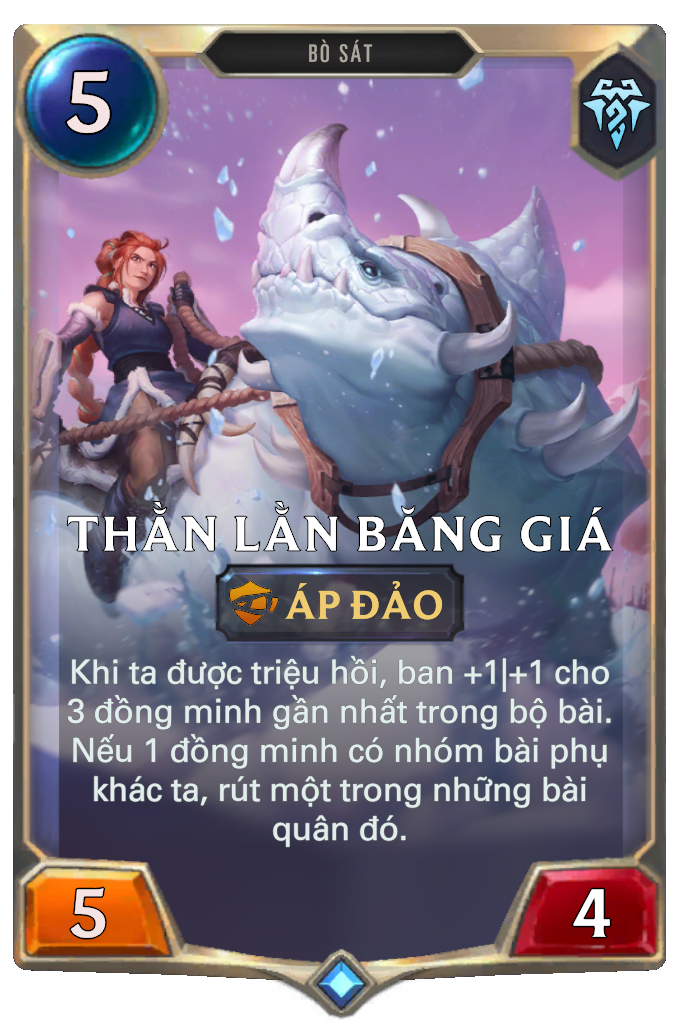 5
BÒ SÁT
THẰN LẰN BĂNG GIÁ
ÁP ĐẢO
Khi ta được triệu hồi, ban +1|+1 cho
3 đồng minh gần nhất trong bộ bài.
Nếu 1 đồng minh có nhóm bài phụ
khác ta, rút một trong những bài
quân đó.
5
4